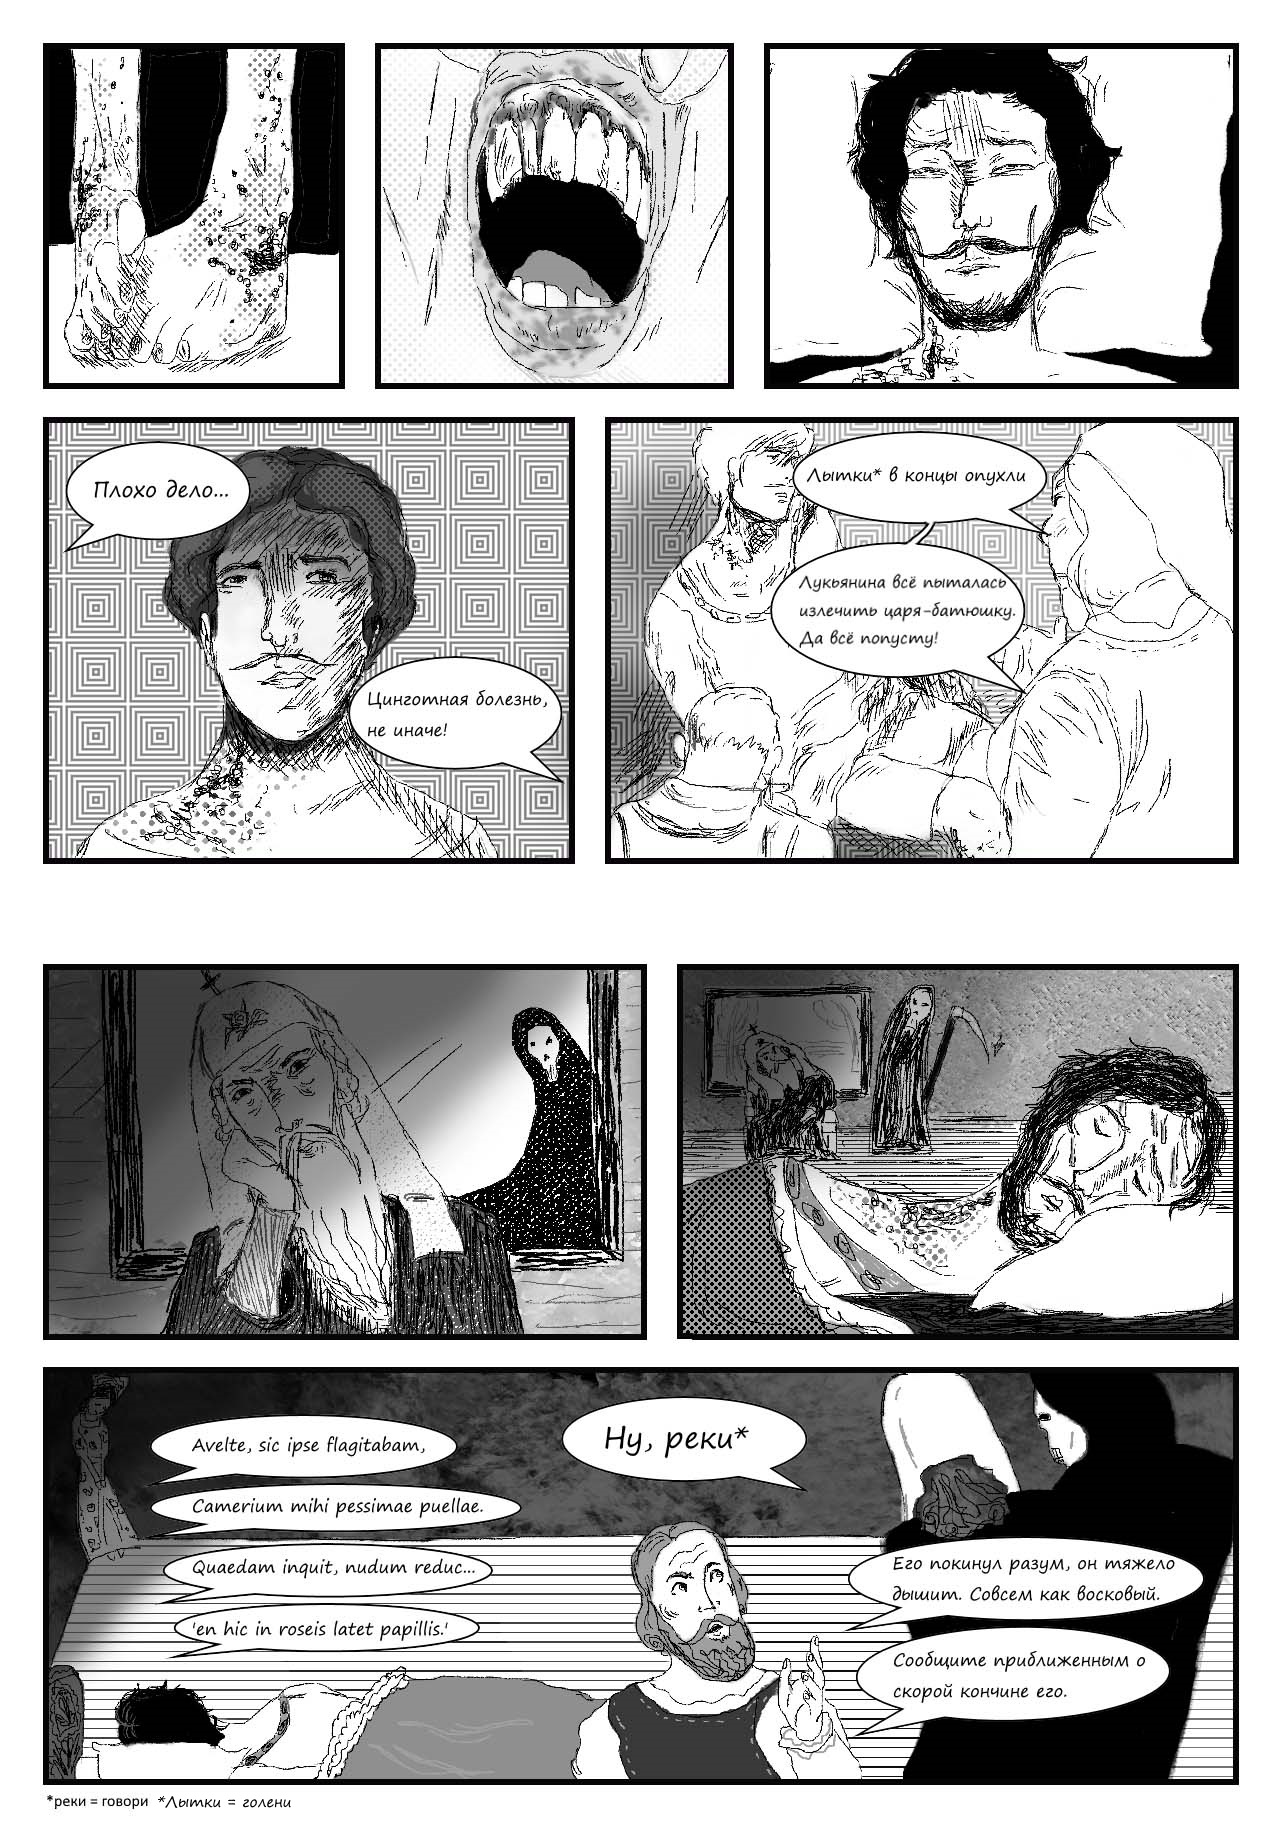 Плохо дело...
Цинготная болезнь,
не иначе!
Лытки* в концы опухли
Лукьянина всё пыталась
излечить царя-батюшку.
Да всё попусту!
Avelte, sic ipse flagitabam,
Camerium mihi pessimae puellae.
Quaedam inquit, nudum reduc...
'en hic in roseis latet papillis.'
Ну, реки*
Его покинул разум, он тяжело
дышит. Совсем как восковый.
Сообщите приближенным о
скорой кончине его.
*реки = говори *Лытки = голени